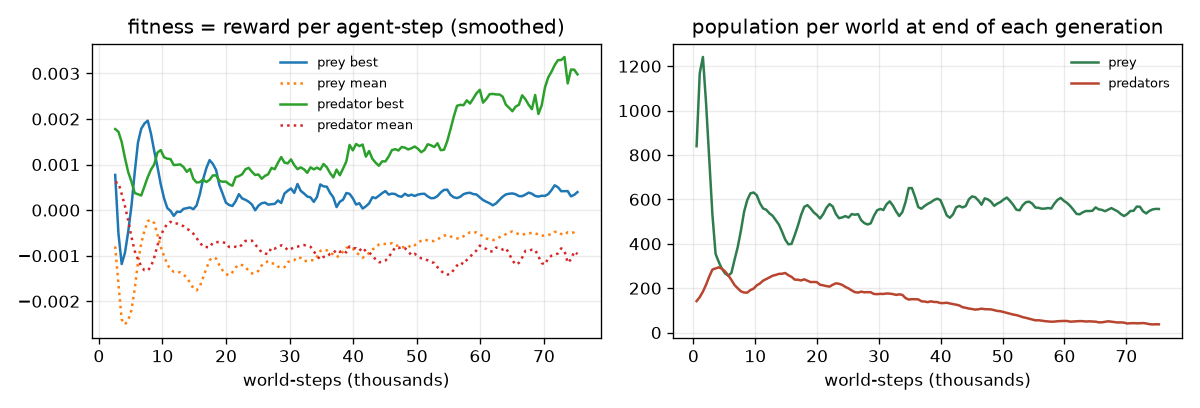 fitness = reward per agent-step (smoothed)
prey best
prey mean
predator best
predator mean
0.003
0.002
0.001
0.000
−0.001
−0.002
0 10 20 30 40 50 60 70
world-steps (thousands)
population per world at end of each generation
prey
predators
1200
1000
800
600
400
200
0
0 10 20 30 40 50 60 70
world-steps (thousands)